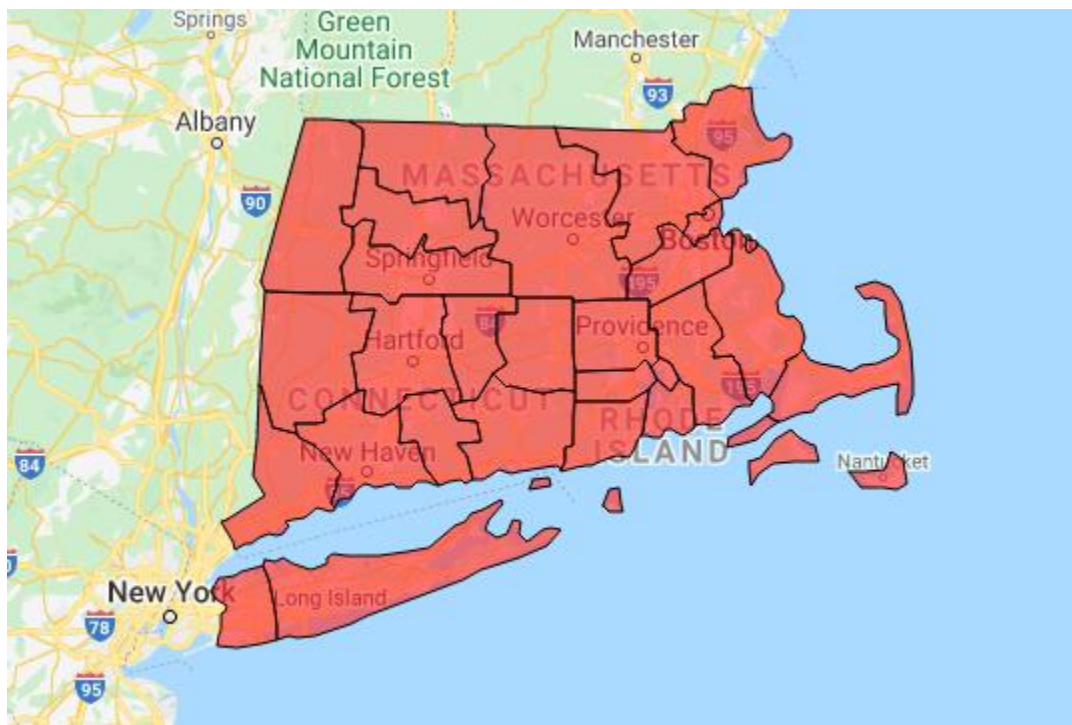 Springs
Green
Mountain
National Forest
Manchester
93
Albany
95
90
MASSACHUSETTS
Worcester
Boston
Springfield
195
84
Providence
Hartford
195
CONNECTICUT
RHODE
ISLAND
New Haven
Nantucket
84
95
New York
Long Island
78
95